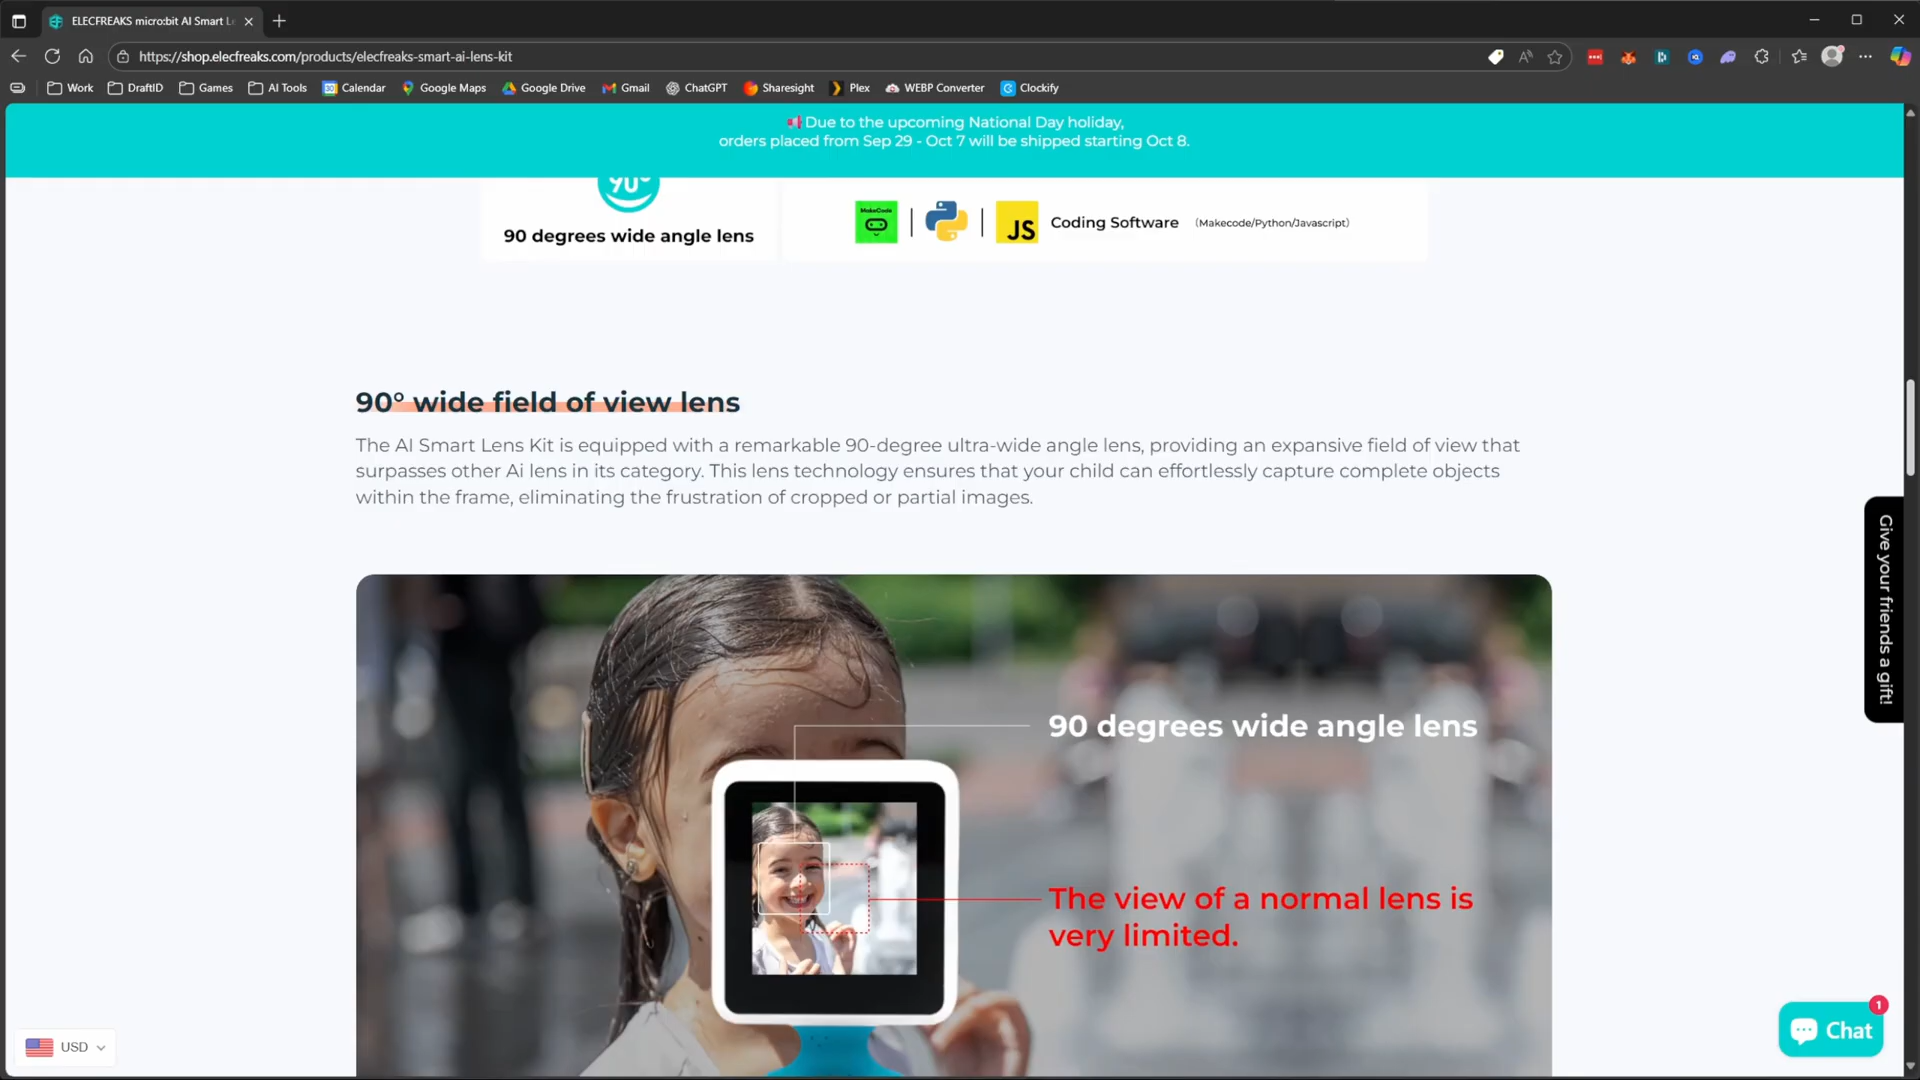 ELECFREAKS micro:bit AI Smart L
https://shop.elecfreaks.com/products/elecfreaks-smart-ai-lens-kit
Work
DraftID
Games
AI Tools
Calendar
Google Maps
Google Drive
Gmail
ChatGPT
Sharesight
Plex
WEBP Converter
Clockify
Due to the upcoming National Day holiday,
orders placed from Sep 29 - Oct 7 will be shipped starting Oct 8.
90°
90 degrees wide angle lens
MakeCode
JS
Coding Software
(Makecode/Python/Javascript)
90° wide field of view lens
The AI Smart Lens Kit is equipped with a remarkable 90-degree ultra-wide angle lens, providing an expansive field of view that
surpasses other Ai lens in its category. This lens technology ensures that your child can effortlessly capture complete objects
within the frame, eliminating the frustration of cropped or partial images.
Give your friends a gift!
90 degrees wide angle lens
The view of a normal lens is
very limited.
USD
Chat
1